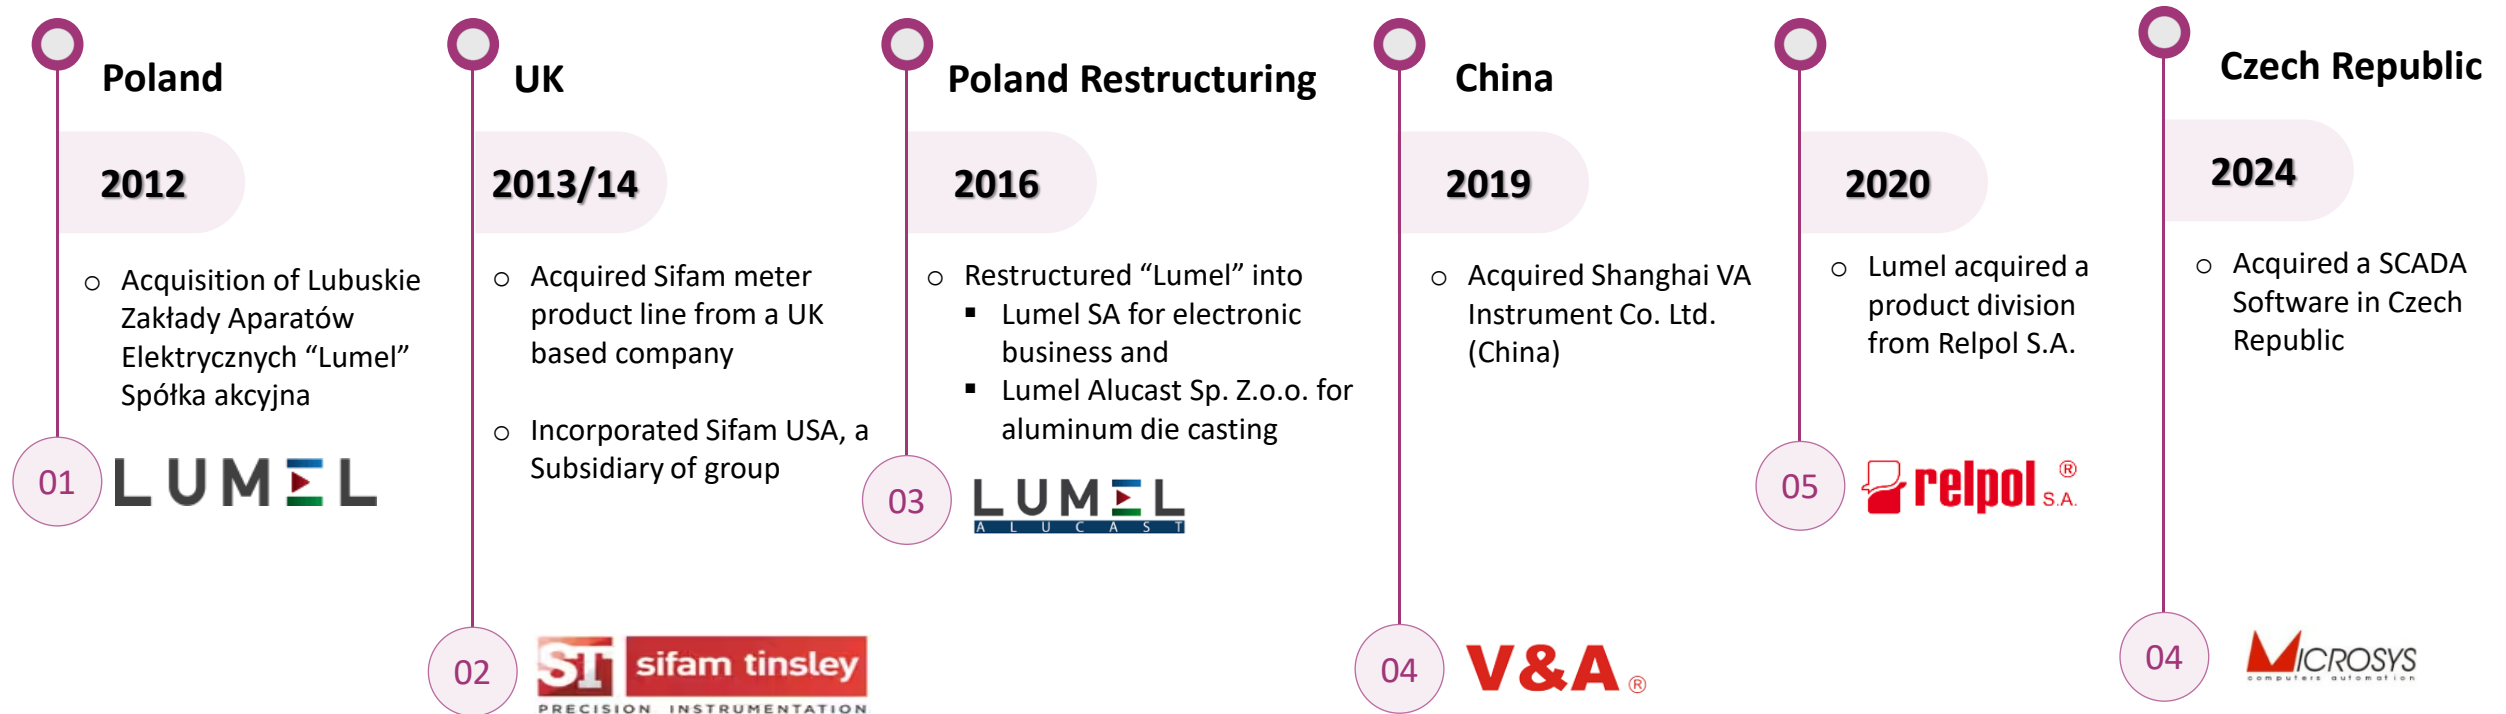 Poland
2012
o Acquisition of Lubuskie
Zakłady Aparatów
Elektrycznych “Lumel”
Spółka akcyjna
01
LUMEL
UK
2013/14
o Acquired Sifam meter
product line from a UK
based company
o Incorporated Sifam USA, a
Subsidiary of group
02
ST sifam tinsley
PRECISION INSTRUMENTATION
Poland Restructuring
2016
o Restructured “Lumel” into
▪ Lumel SA for electronic
business and
▪ Lumel Alucast Sp. Z.o.o. for
aluminum die casting
03
LUMEL
ALUCAST
China
2019
o Acquired Shanghai VA
Instrument Co. Ltd.
(China)
04
V&A ®
2020
o Lumel acquired a
product division
from Relpol S.A.
05
relpol ® S.A.
Czech Republic
2024
o Acquired a SCADA
Software in Czech
Republic
04
MICROSYS
computers automation